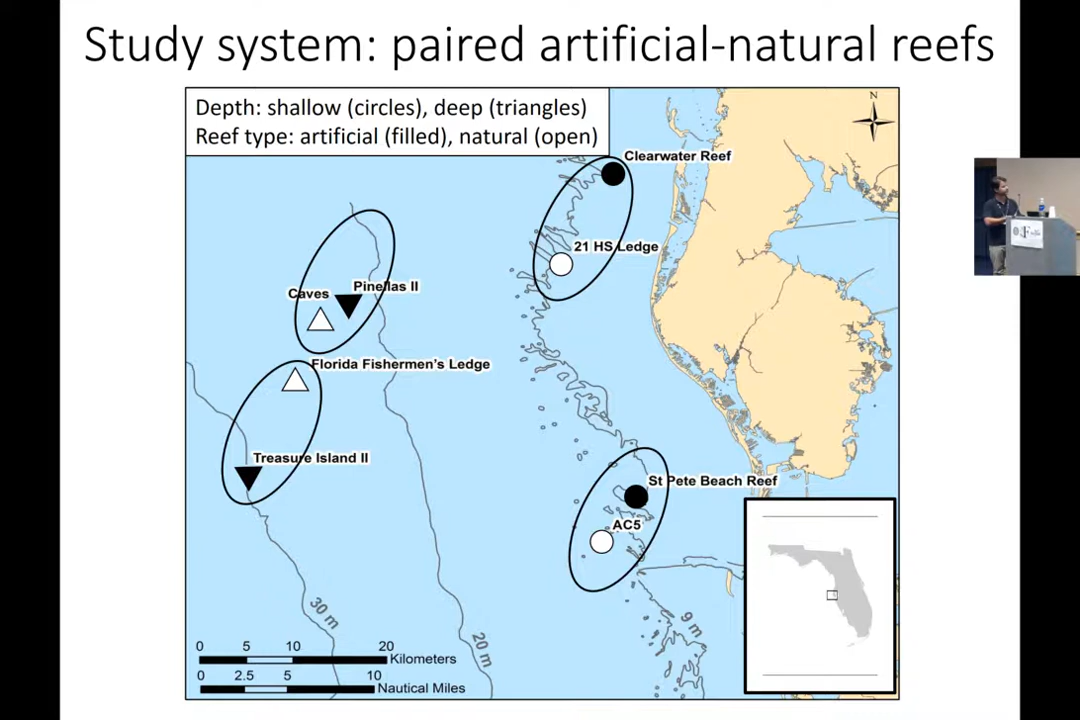 Study system: paired artificial-natural reefs
Depth: shallow (circles), deep (triangles)
Reef type: artificial (filled), natural (open)
N
Clearwater Reef
21 HS Ledge
Pinellas II
Caves
Florida Fishermen's Ledge
Treasure Island II
St Pete Beach Reef
AC5
30 m
20 m
9 m
0 5 10 20
Kilometers
0 2.5 5 10
Nautical Miles